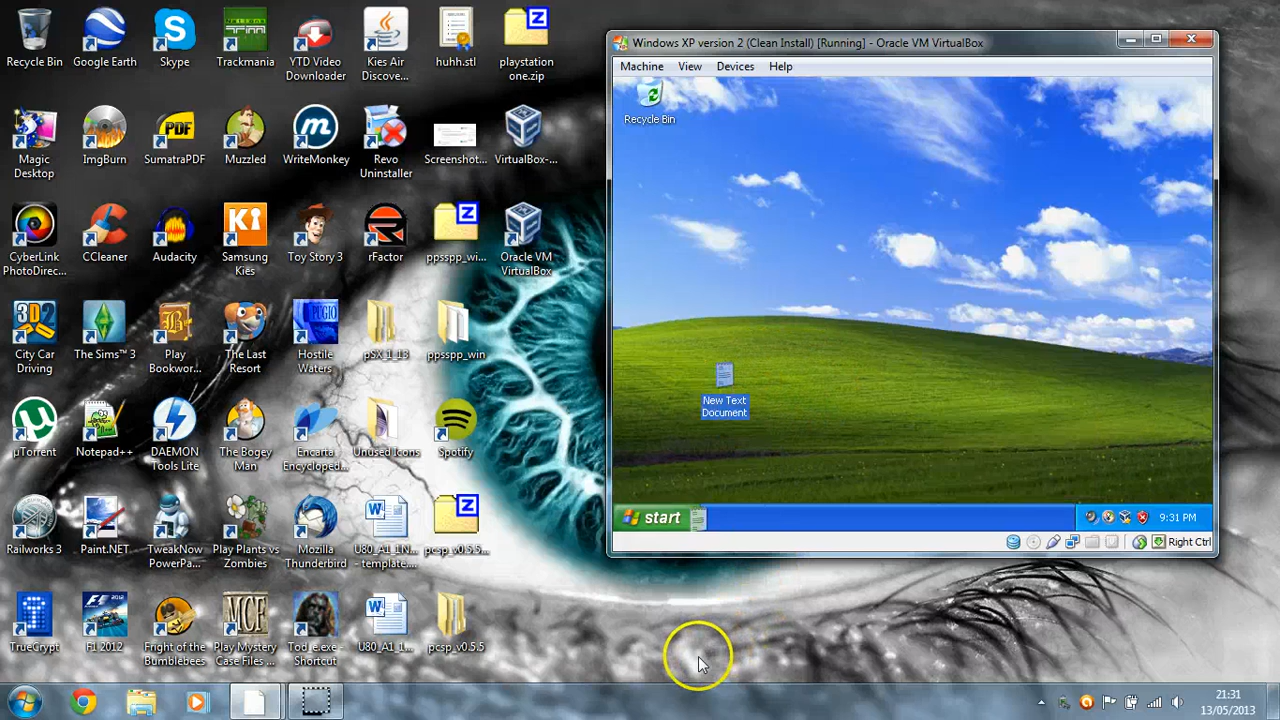 Recycle Bin
Google Earth
Skype
Trackmania
YTD Video
Downloader
Kies Air
Discove...
huhh.stl
playstation
one.zip
Magic
Desktop
ImgBurn
PDF
SumatraPDF
Muzzled
WriteMonkey
Revo
Uninstaller
Screenshot...
VirtualBox-...
CyberLink
PhotoDirec...
CCleaner
Audacity
Samsung
Kies
Toy Story 3
rFactor
ppsspp_wi...
Oracle VM
VirtualBox
City Car
Driving
The Sims™ 3
Play
Bookwor...
The Last
Resort
Hostile
Waters
pSX_1_13
ppsspp_win
µTorrent
Notepad++
DAEMON
Tools Lite
The Bogey
Man
Encarta
Encycloped...
Unused Icons
Spotify
Railworks 3
Paint.NET
TweakNow
PowerPa...
Play Plants vs
Zombies
Mozilla
Thunderbird
U80_A1_1N...
- template....
pcsp_v0.5.5...
TrueCrypt
F1 2012
Fright of the
Bumblebees
MCF
Play Mystery
Case Files ...
Shortcut
U80_A1_1...
pcsp_v0.5.5
Windows XP version 2 (Clean Install) [Running] - Oracle VM VirtualBox
Machine View Devices Help
Recycle Bin
New Text
Document
start
9:31 PM
Right Ctrl
21:31
13/05/2013